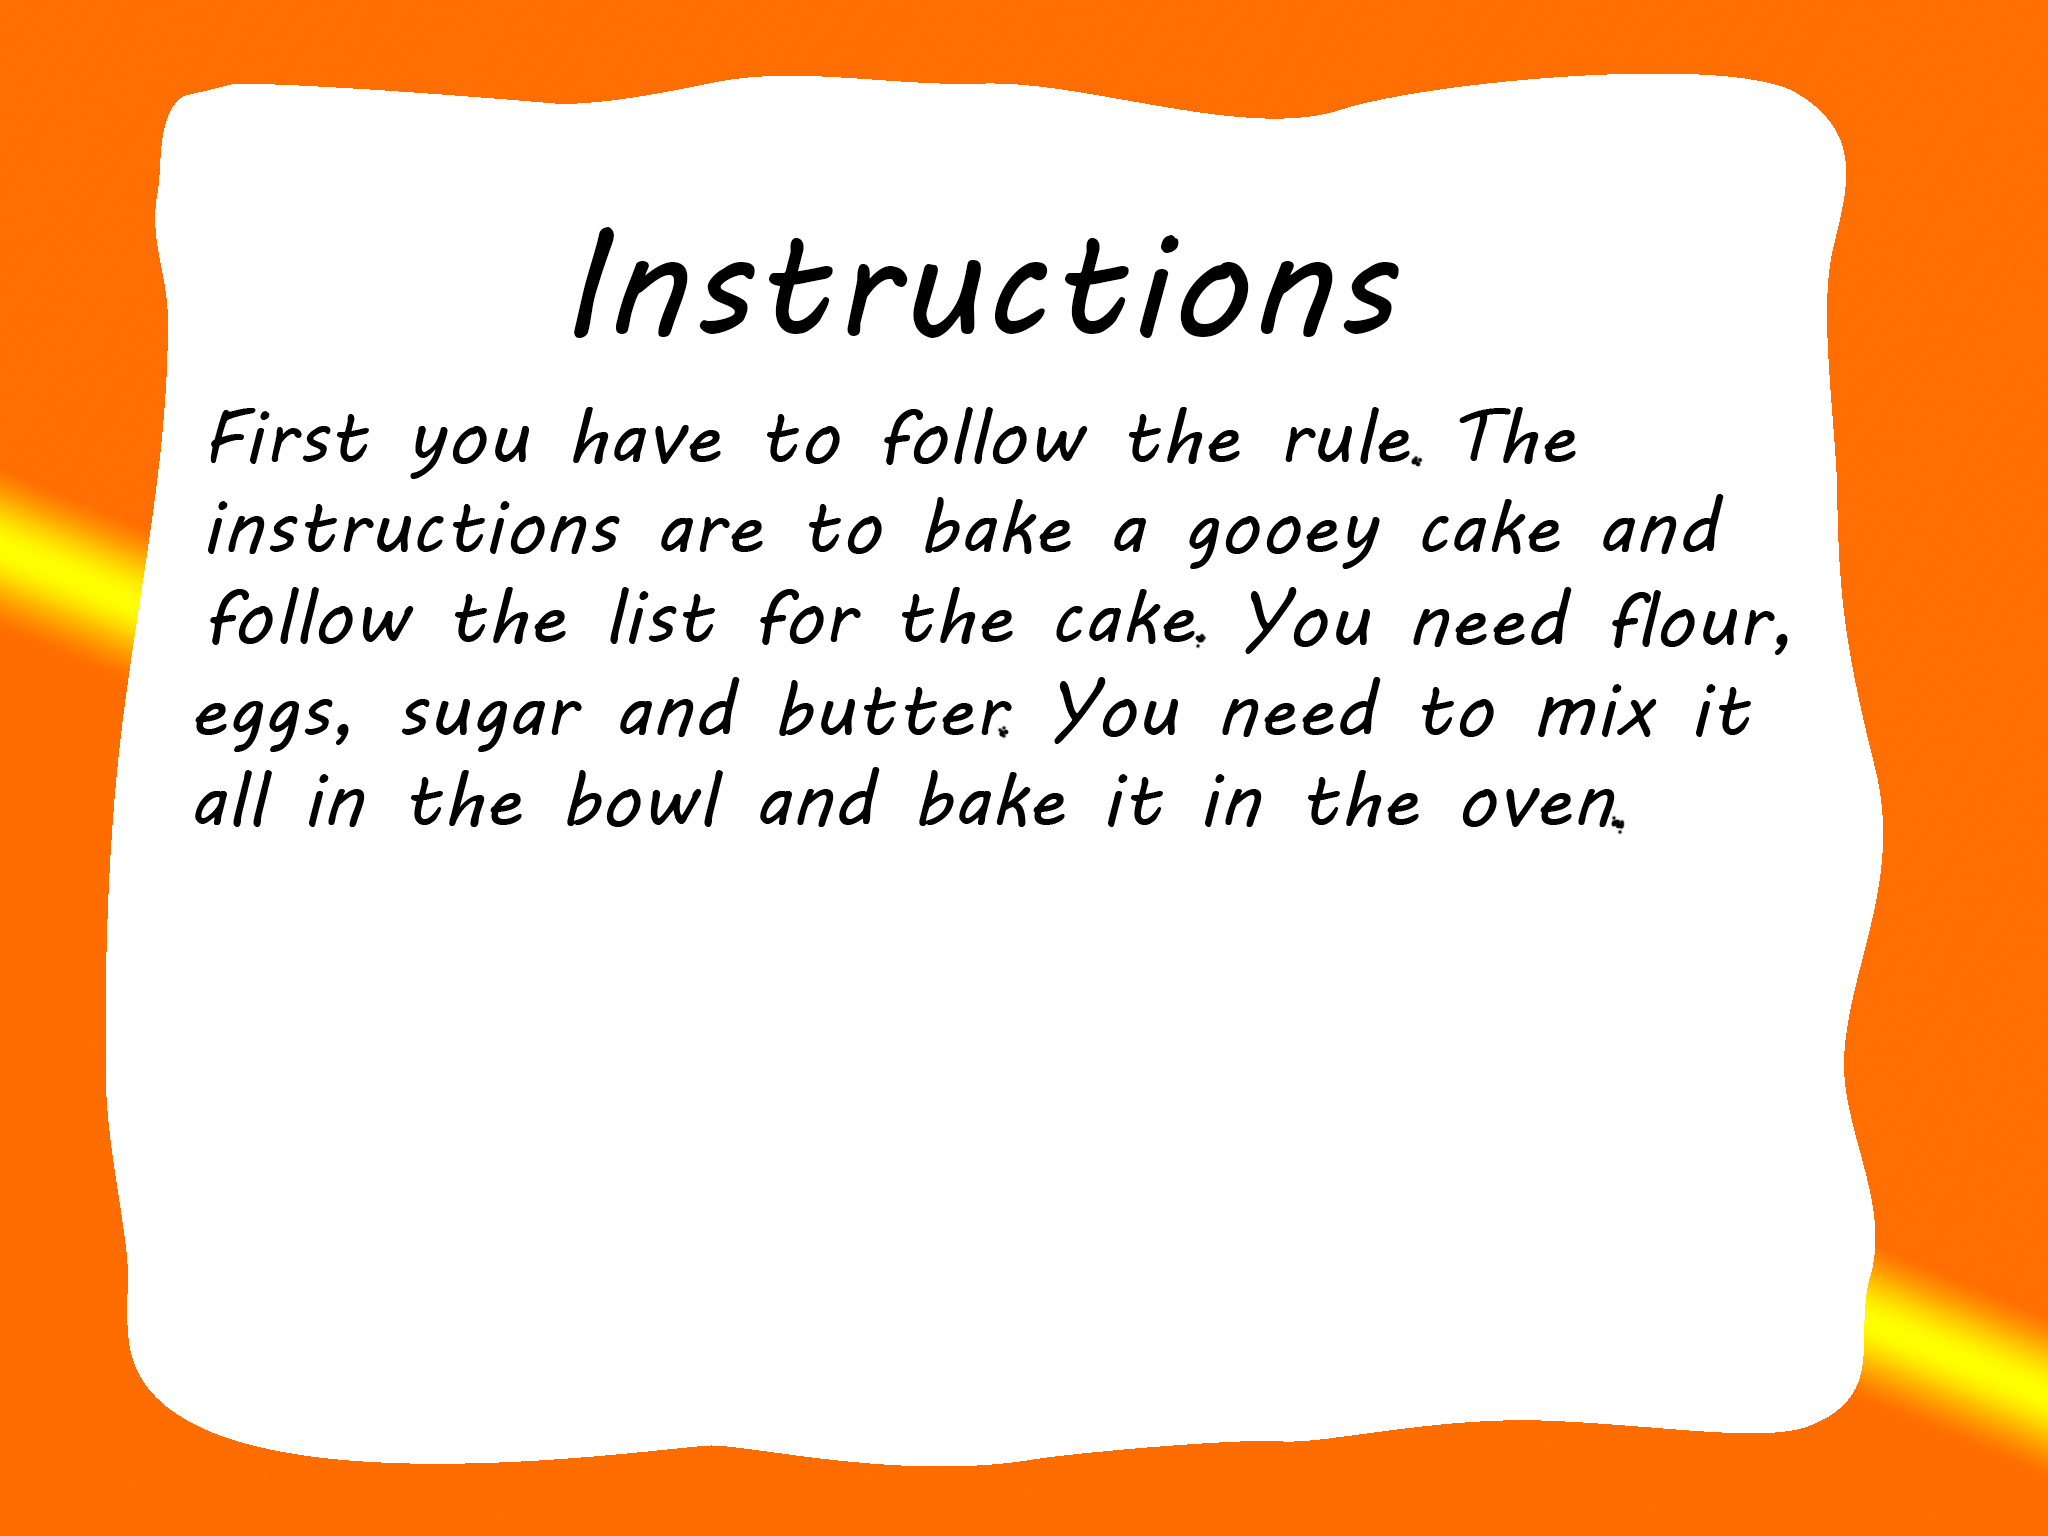 Instructions
First you have to follow the rule. The
instructions are to bake a gooey cake and
follow the list for the cake. You need flour,
eggs, sugar and butter. You need to mix it
all in the bowl and bake it in the oven.